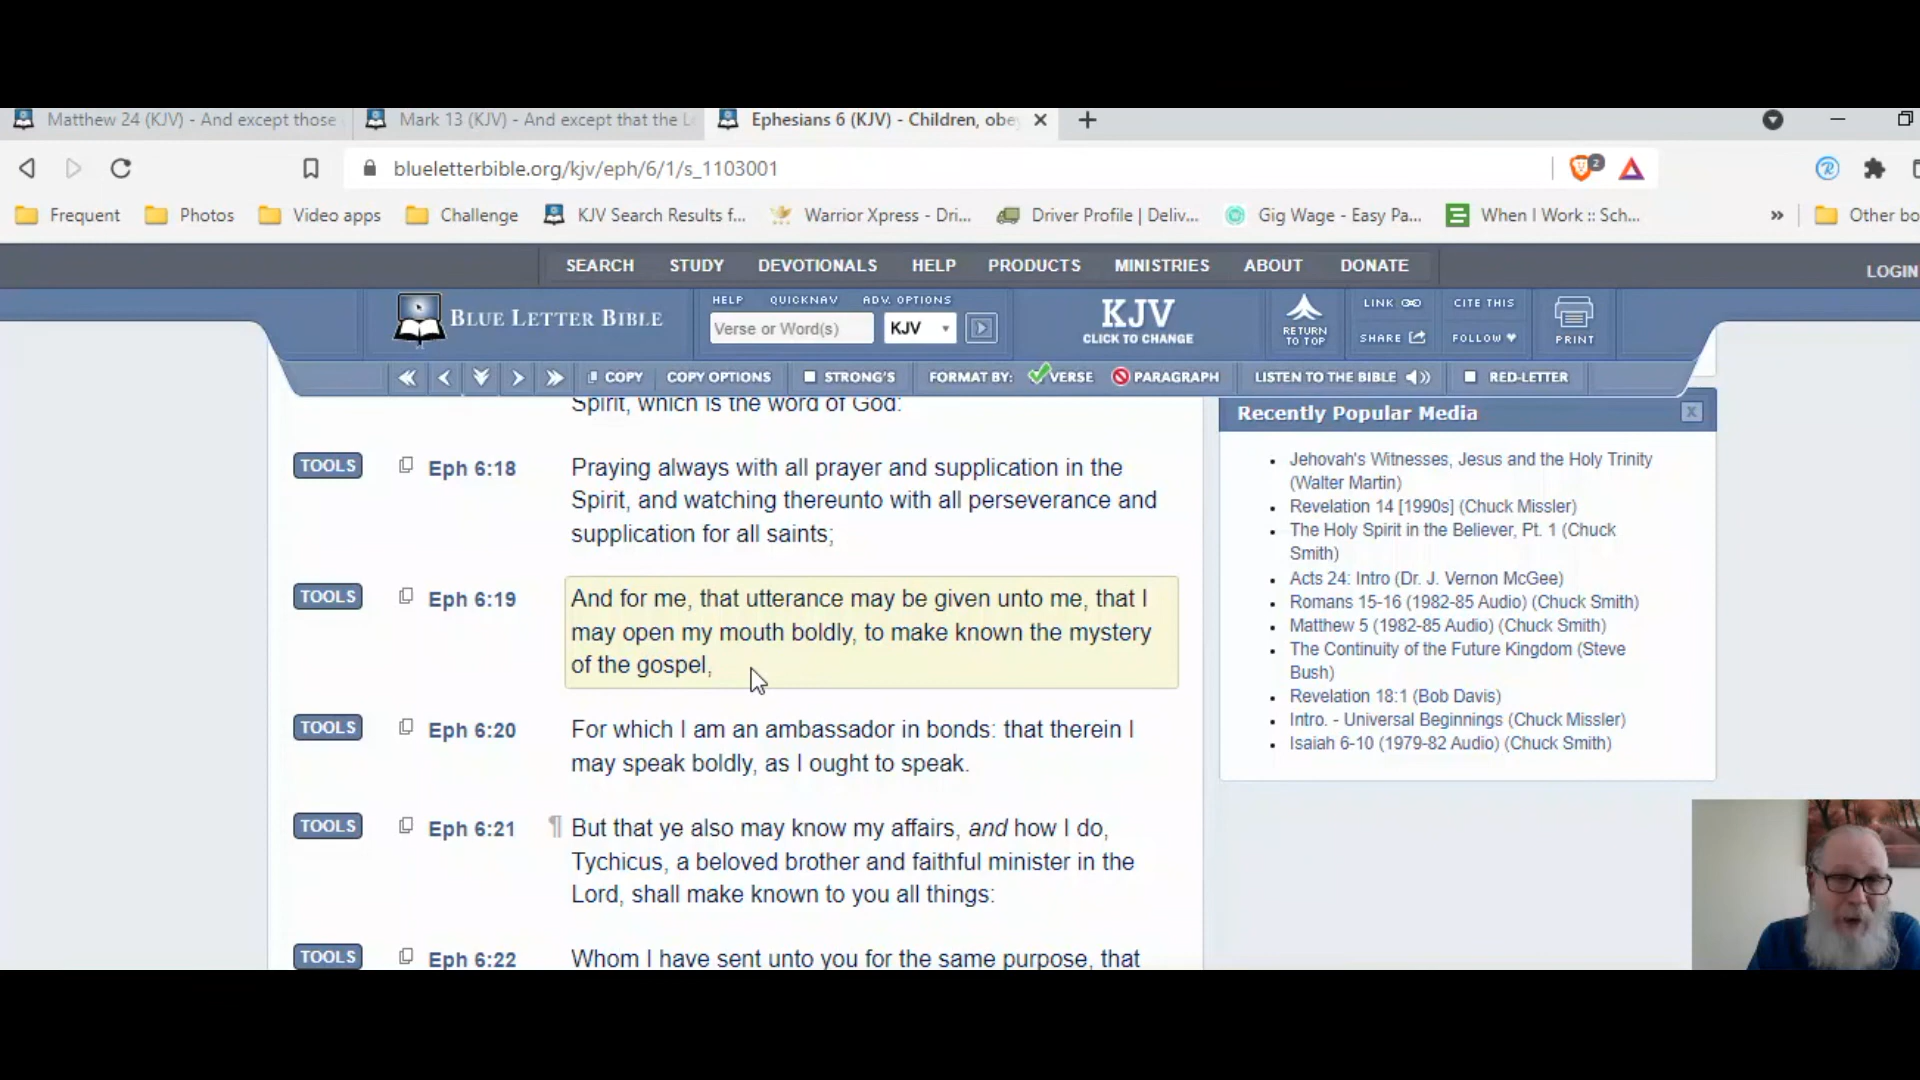 Matthew 24 (KJV) - And except those
Mark 13 (KJV) - And except that the L
Ephesians 6 (KJV) - Children, obe
blueletterbible.org/kjv/eph/6/1/s_1103001
2
Frequent
Photos
Video apps
Challenge
KJV Search Results f...
Warrior Xpress - Dri...
Driver Profile | Deliv...
Gig Wage - Easy Pa...
When I Work :: Sch...
»
Other bo
SEARCH STUDY DEVOTIONALS HELP PRODUCTS MINISTRIES ABOUT DONATE
LOGIN
BLUE LETTER BIBLE
HELP QUICKNAV ADV. OPTIONS
Verse or Word(s)
KJV
KJV
CLICK TO CHANGE
RETURN
TO TOP
LINK
SHARE
CITE THIS
FOLLOW
PRINT
COPY COPY OPTIONS STRONG'S FORMAT BY: VERSE PARAGRAPH LISTEN TO THE BIBLE RED-LETTER
Spirit, which is the word of God:
TOOLS Eph 6:18 Praying always with all prayer and supplication in the
Spirit, and watching thereunto with all perseverance and
supplication for all saints;
TOOLS Eph 6:19 And for me, that utterance may be given unto me, that I
may open my mouth boldly, to make known the mystery
of the gospel,
TOOLS Eph 6:20 For which I am an ambassador in bonds: that therein I
may speak boldly, as I ought to speak.
TOOLS Eph 6:21 ¶ But that ye also may know my affairs, and how I do,
Tychicus, a beloved brother and faithful minister in the
Lord, shall make known to you all things:
TOOLS Eph 6:22 Whom I have sent unto you for the same purpose, that
Recently Popular Media
x
Jehovah's Witnesses, Jesus and the Holy Trinity
(Walter Martin)
Revelation 14 [1990s] (Chuck Missler)
The Holy Spirit in the Believer, Pt. 1 (Chuck
Smith)
Acts 24: Intro (Dr. J. Vernon McGee)
Romans 15-16 (1982-85 Audio) (Chuck Smith)
Matthew 5 (1982-85 Audio) (Chuck Smith)
The Continuity of the Future Kingdom (Steve
Bush)
Revelation 18:1 (Bob Davis)
Intro. - Universal Beginnings (Chuck Missler)
Isaiah 6-10 (1979-82 Audio) (Chuck Smith)